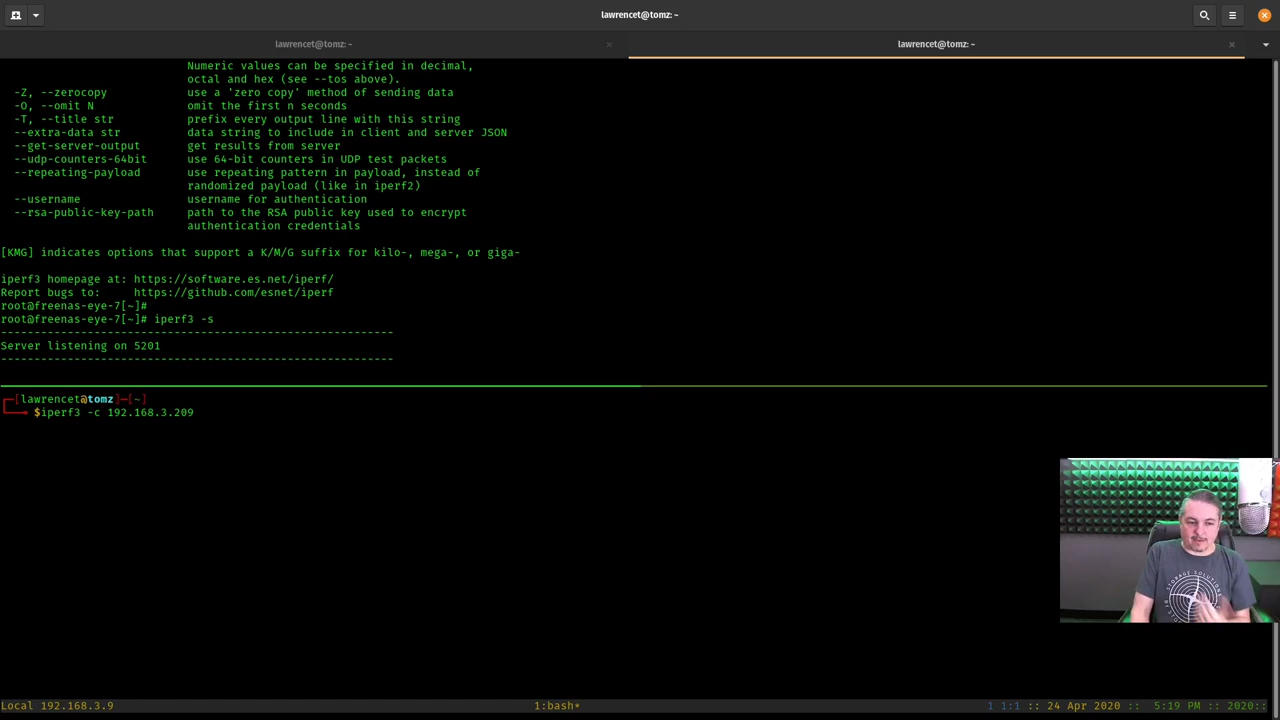 lawrencet@tomz: ~
lawrencet@tomz: ~
lawrencet@tomz: ~
Numeric values can be specified in decimal,
octal and hex (see --tos above).
-Z, --zerocopy use a 'zero copy' method of sending data
-O, --omit N omit the first n seconds
-T, --title str prefix every output line with this string
--extra-data str data string to include in client and server JSON
--get-server-output get results from server
--udp-counters-64bit use 64-bit counters in UDP test packets
--repeating-payload use repeating pattern in payload, instead of
randomized payload (like in iperf2)
--username username for authentication
--rsa-public-key-path path to the RSA public key used to encrypt
authentication credentials
[KMG] indicates options that support a K/M/G suffix for kilo-, mega-, or giga-
iperf3 homepage at: https://software.es.net/iperf/
Report bugs to: https://github.com/esnet/iperf
root@freenas-eye-7[~]#
root@freenas-eye-7[~]# iperf3 -s
-----------------------------------------------------------
Server listening on 5201
-----------------------------------------------------------
┌─[lawrencet@tomz]─[~]
└──╼ $iperf3 -c 192.168.3.209
STORAGE SOLUTIONS
Local 192.168.3.9 1:bash* 1 1:1 :: 24 Apr 2020 :: 5:19 PM :: 2020::